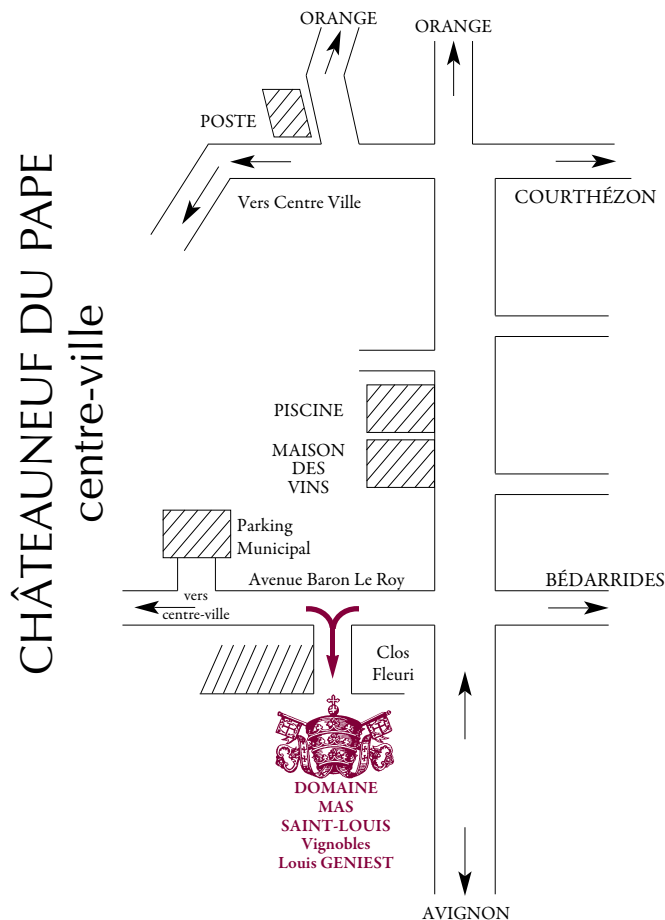 ORANGE
ORANGE
POSTE
COURTHÉZON
Vers Centre Ville
CHÂTEAUNEUF DU PAPE
centre-ville
PISCINE
MAISON
DES
VINS
Parking
Municipal
Avenue Baron Le Roy
BÉDARRIDES
vers
centre-ville
Clos
Fleuri
DOMAINE
MAS
SAINT-LOUIS
Vignobles
Louis GENIEST
AVIGNON